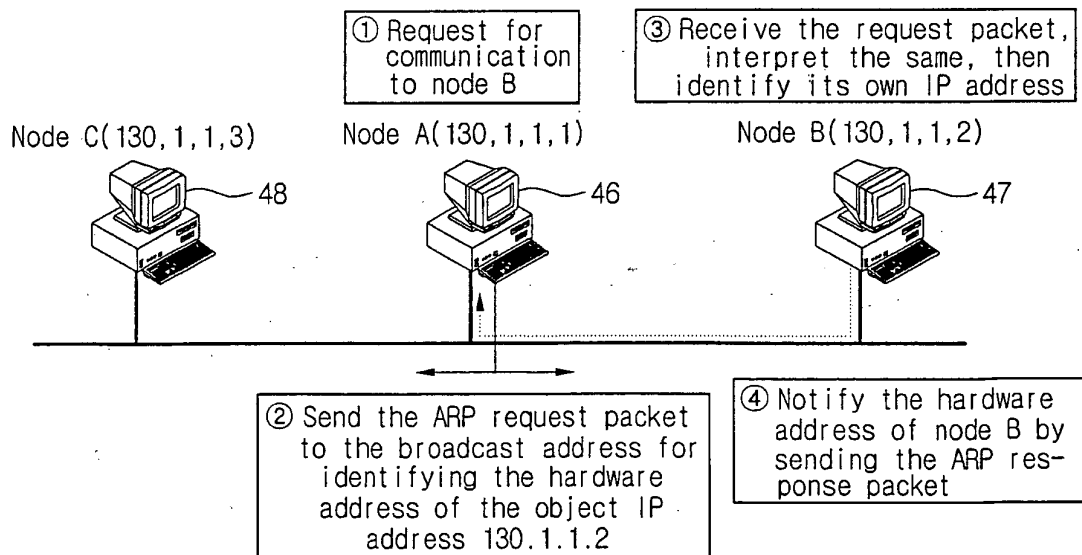 ① Request for
communication
to node B
③ Receive the request packet,
interpret the same, then
identify its own IP address
Node C(130,1,1,3)
Node A(130,1,1,1)
Node B(130,1,1,2)
48
46
47
② Send the ARP request packet
to the broadcast address for
identifying the hardware
address of the object IP
address 130.1.1.2
④ Notify the hardware
address of node B by
sending the ARP res-
ponse packet